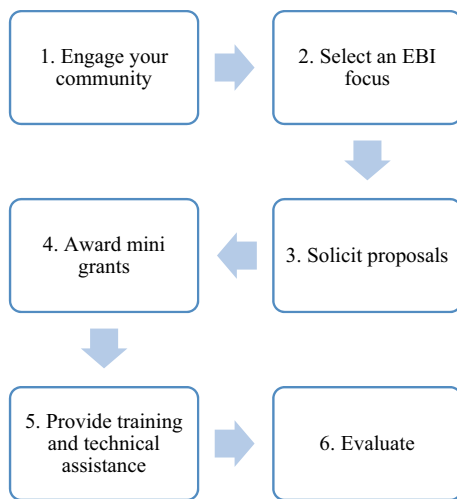 1. Engage your
community
2. Select an EBI
focus
3. Solicit proposals
4. Award mini
grants
5. Provide training
and technical
assistance
6. Evaluate